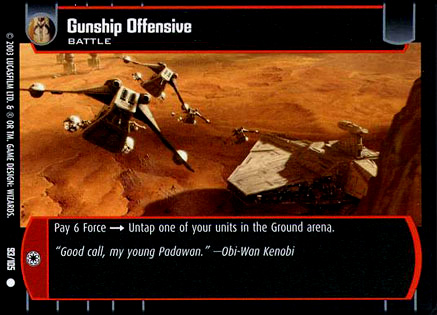 Gunship Offensive
BATTLE
Pay 6 Force → Untap one of your units in the Ground arena.
“Good call, my young Padawan.” —Obi-Wan Kenobi
© 2003 LUCASFILM LTD. & ® OR TM. GAME DESIGN: WIZARDS.
93/105